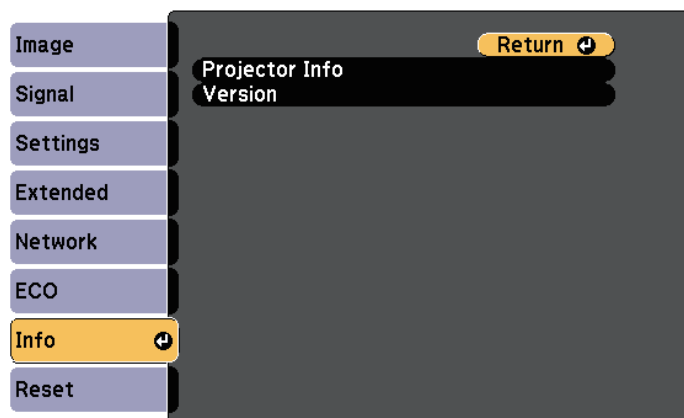 Image
Signal
Settings
Extended
Network
ECO
Info
Reset
Return
Projector Info
Version